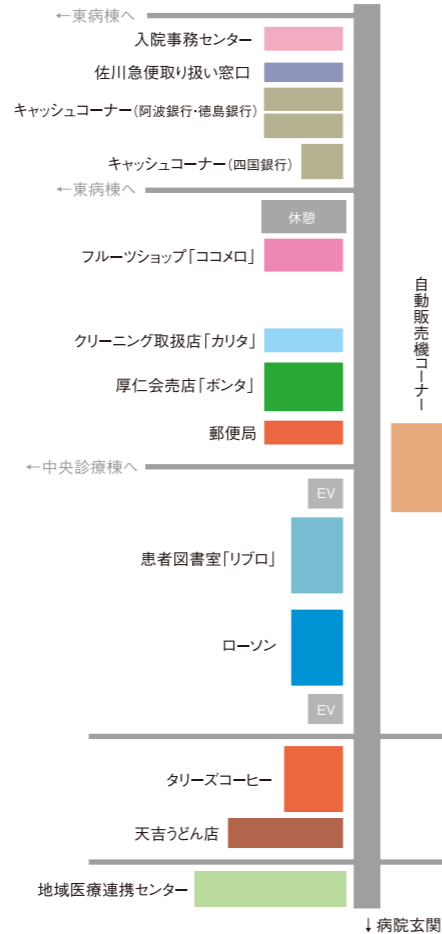 ←東病棟へ
入院事務センター
佐川急便取り扱い窓口
キャッシュコーナー(阿波銀行・徳島銀行)
キャッシュコーナー(四国銀行)
←東病棟へ
休憩
フルーツショップ「ココメロ」
自動販売機コーナー
クリーニング取扱店「カリタ」
厚仁会売店「ボンタ」
郵便局
←中央診療棟へ
EV
患者図書室「リブロ」
ローソン
EV
タリーズコーヒー
天吉うどん店
地域医療連携センター
↓病院玄関